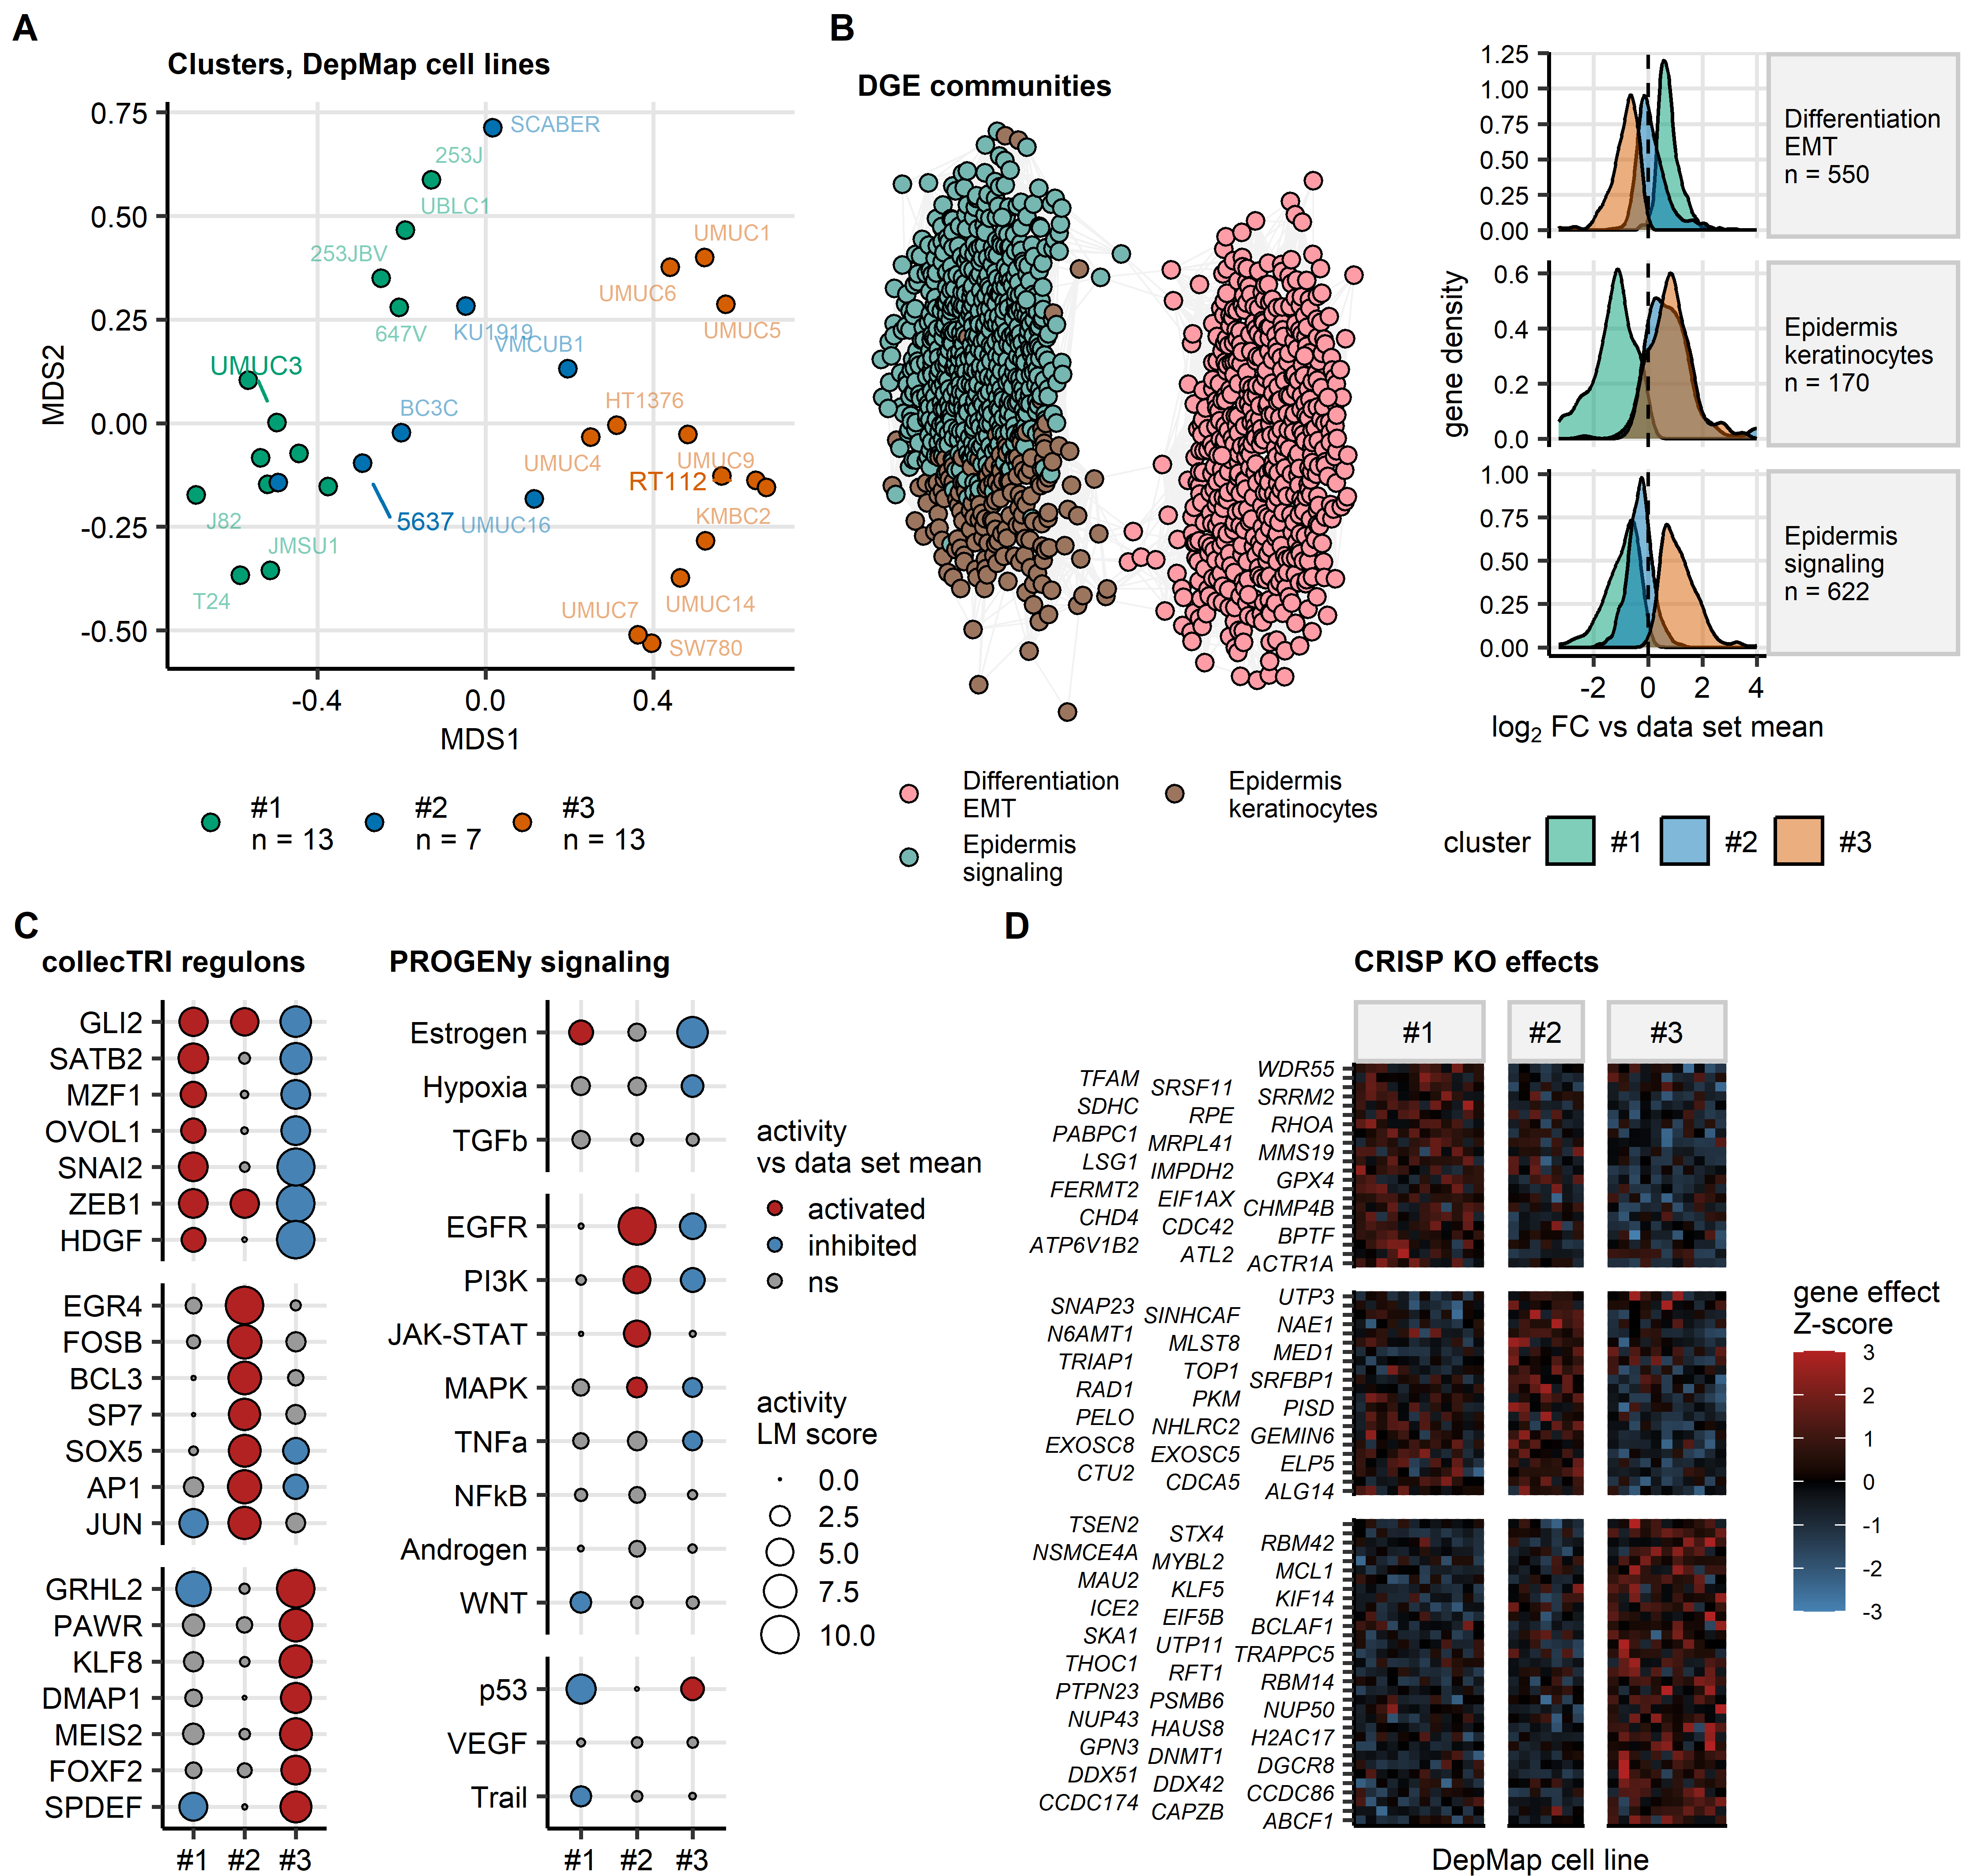 A
Clusters, DepMap cell lines
MDS2
0.75
0.50
0.25
0.00
-0.25
-0.50
SCABER
253J
UBLC1
253JBV
647V
KU1919
VMCUB1
UMUC1
UMUC6
UMUC5
UMUC3
BC3C
HT1376
UMUC4
UMUC9
RT112
KMBC2
J82
5637
UMUC16
JMSU1
T24
UMUC7
UMUC14
SW780
-0.4
0.0
0.4
MDS1
#1
n = 13
#2
n = 7
#3
n = 13
B
DGE communities
Differentiation
EMT
Epidermis
signaling
Epidermis
keratinocytes
gene density
1.25
1.00
0.75
0.50
0.25
0.00
Differentiation
EMT
n = 550
0.6
0.4
0.2
0.0
Epidermis
keratinocytes
n = 170
1.00
0.75
0.50
0.25
0.00
Epidermis
signaling
n = 622
-2
0
2
4
log2 FC vs data set mean
cluster
#1
#2
#3
C
collecTRI regulons
GLI2
SATB2
MZF1
OVOL1
SNAI2
ZEB1
HDGF
EGR4
FOSB
BCL3
SP7
SOX5
AP1
JUN
GRHL2
PAWR
KLF8
DMAP1
MEIS2
FOXF2
SPDEF
#1
#2
#3
PROGENy signaling
Estrogen
Hypoxia
TGFb
EGFR
PI3K
JAK-STAT
MAPK
TNFa
NFkB
Androgen
WNT
p53
VEGF
Trail
#1
#2
#3
activity
vs data set mean
activated
inhibited
ns
activity
LM score
0.0
2.5
5.0
7.5
10.0
D
CRISP KO effects
#1
#2
#3
TFAM
SDHC
PABPC1
LSG1
FERMT2
CHD4
ATP6V1B2
SRSF11
RPE
MRPL41
IMPDH2
EIF1AX
CDC42
ATL2
WDR55
SRRM2
RHOA
MMS19
GPX4
CHMP4B
BPTF
ACTR1A
SNAP23
N6AMT1
TRIAP1
RAD1
PELO
EXOSC8
CTU2
SINHCAF
MLST8
TOP1
PKM
NHLRC2
EXOSC5
CDCA5
UTP3
NAE1
MED1
SRFBP1
PISD
GEMIN6
ELP5
ALG14
TSEN2
NSMCE4A
MAU2
ICE2
SKA1
THOC1
PTPN23
NUP43
GPN3
DDX51
CCDC174
STX4
MYBL2
KLF5
EIF5B
UTP11
RFT1
PSMB6
HAUS8
DNMT1
DDX42
CAPZB
RBM42
MCL1
KIF14
BCLAF1
TRAPPC5
RBM14
NUP50
H2AC17
DGCR8
CCDC86
ABCF1
DepMap cell line
gene effect
Z-score
3
2
1
0
-1
-2
-3